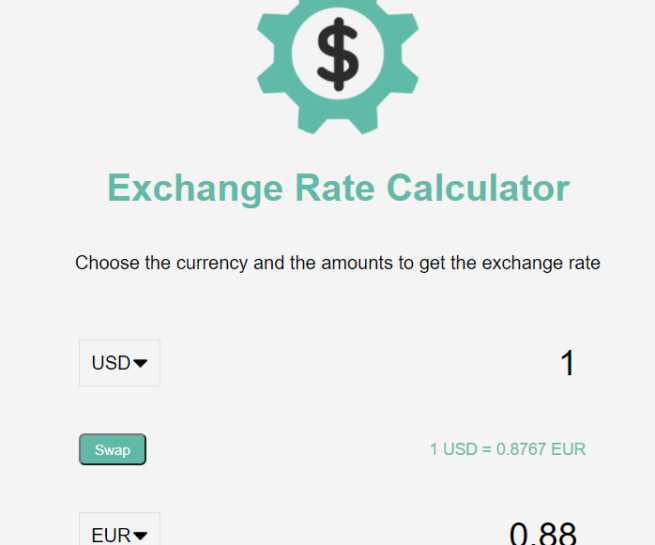 $
Exchange Rate Calculator
Choose the currency and the amounts to get the exchange rate
USD 1
Swap 1 USD = 0.8767 EUR
EUR 0.88